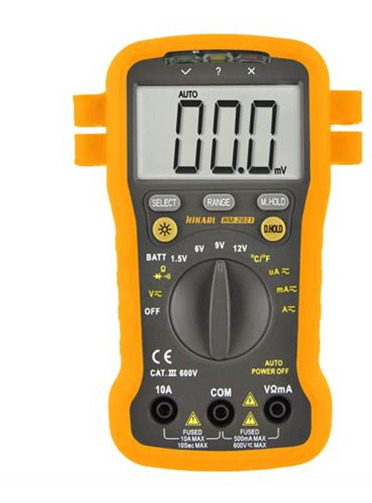 ✓ ? ✕
AUTO
00.0 mV
SELECT RANGE M.HOLD
HIKARI HM-2021
D.HOLD
BATT 1.5V 6V 9V 12V °C/°F
Ω uA
V mA
OFF A
CE
CAT. III 600V
AUTO
POWER OFF
10A COM VΩmA
FUSED FUSED
10A MAX 500mA MAX
10Sec MAX 600V MAX